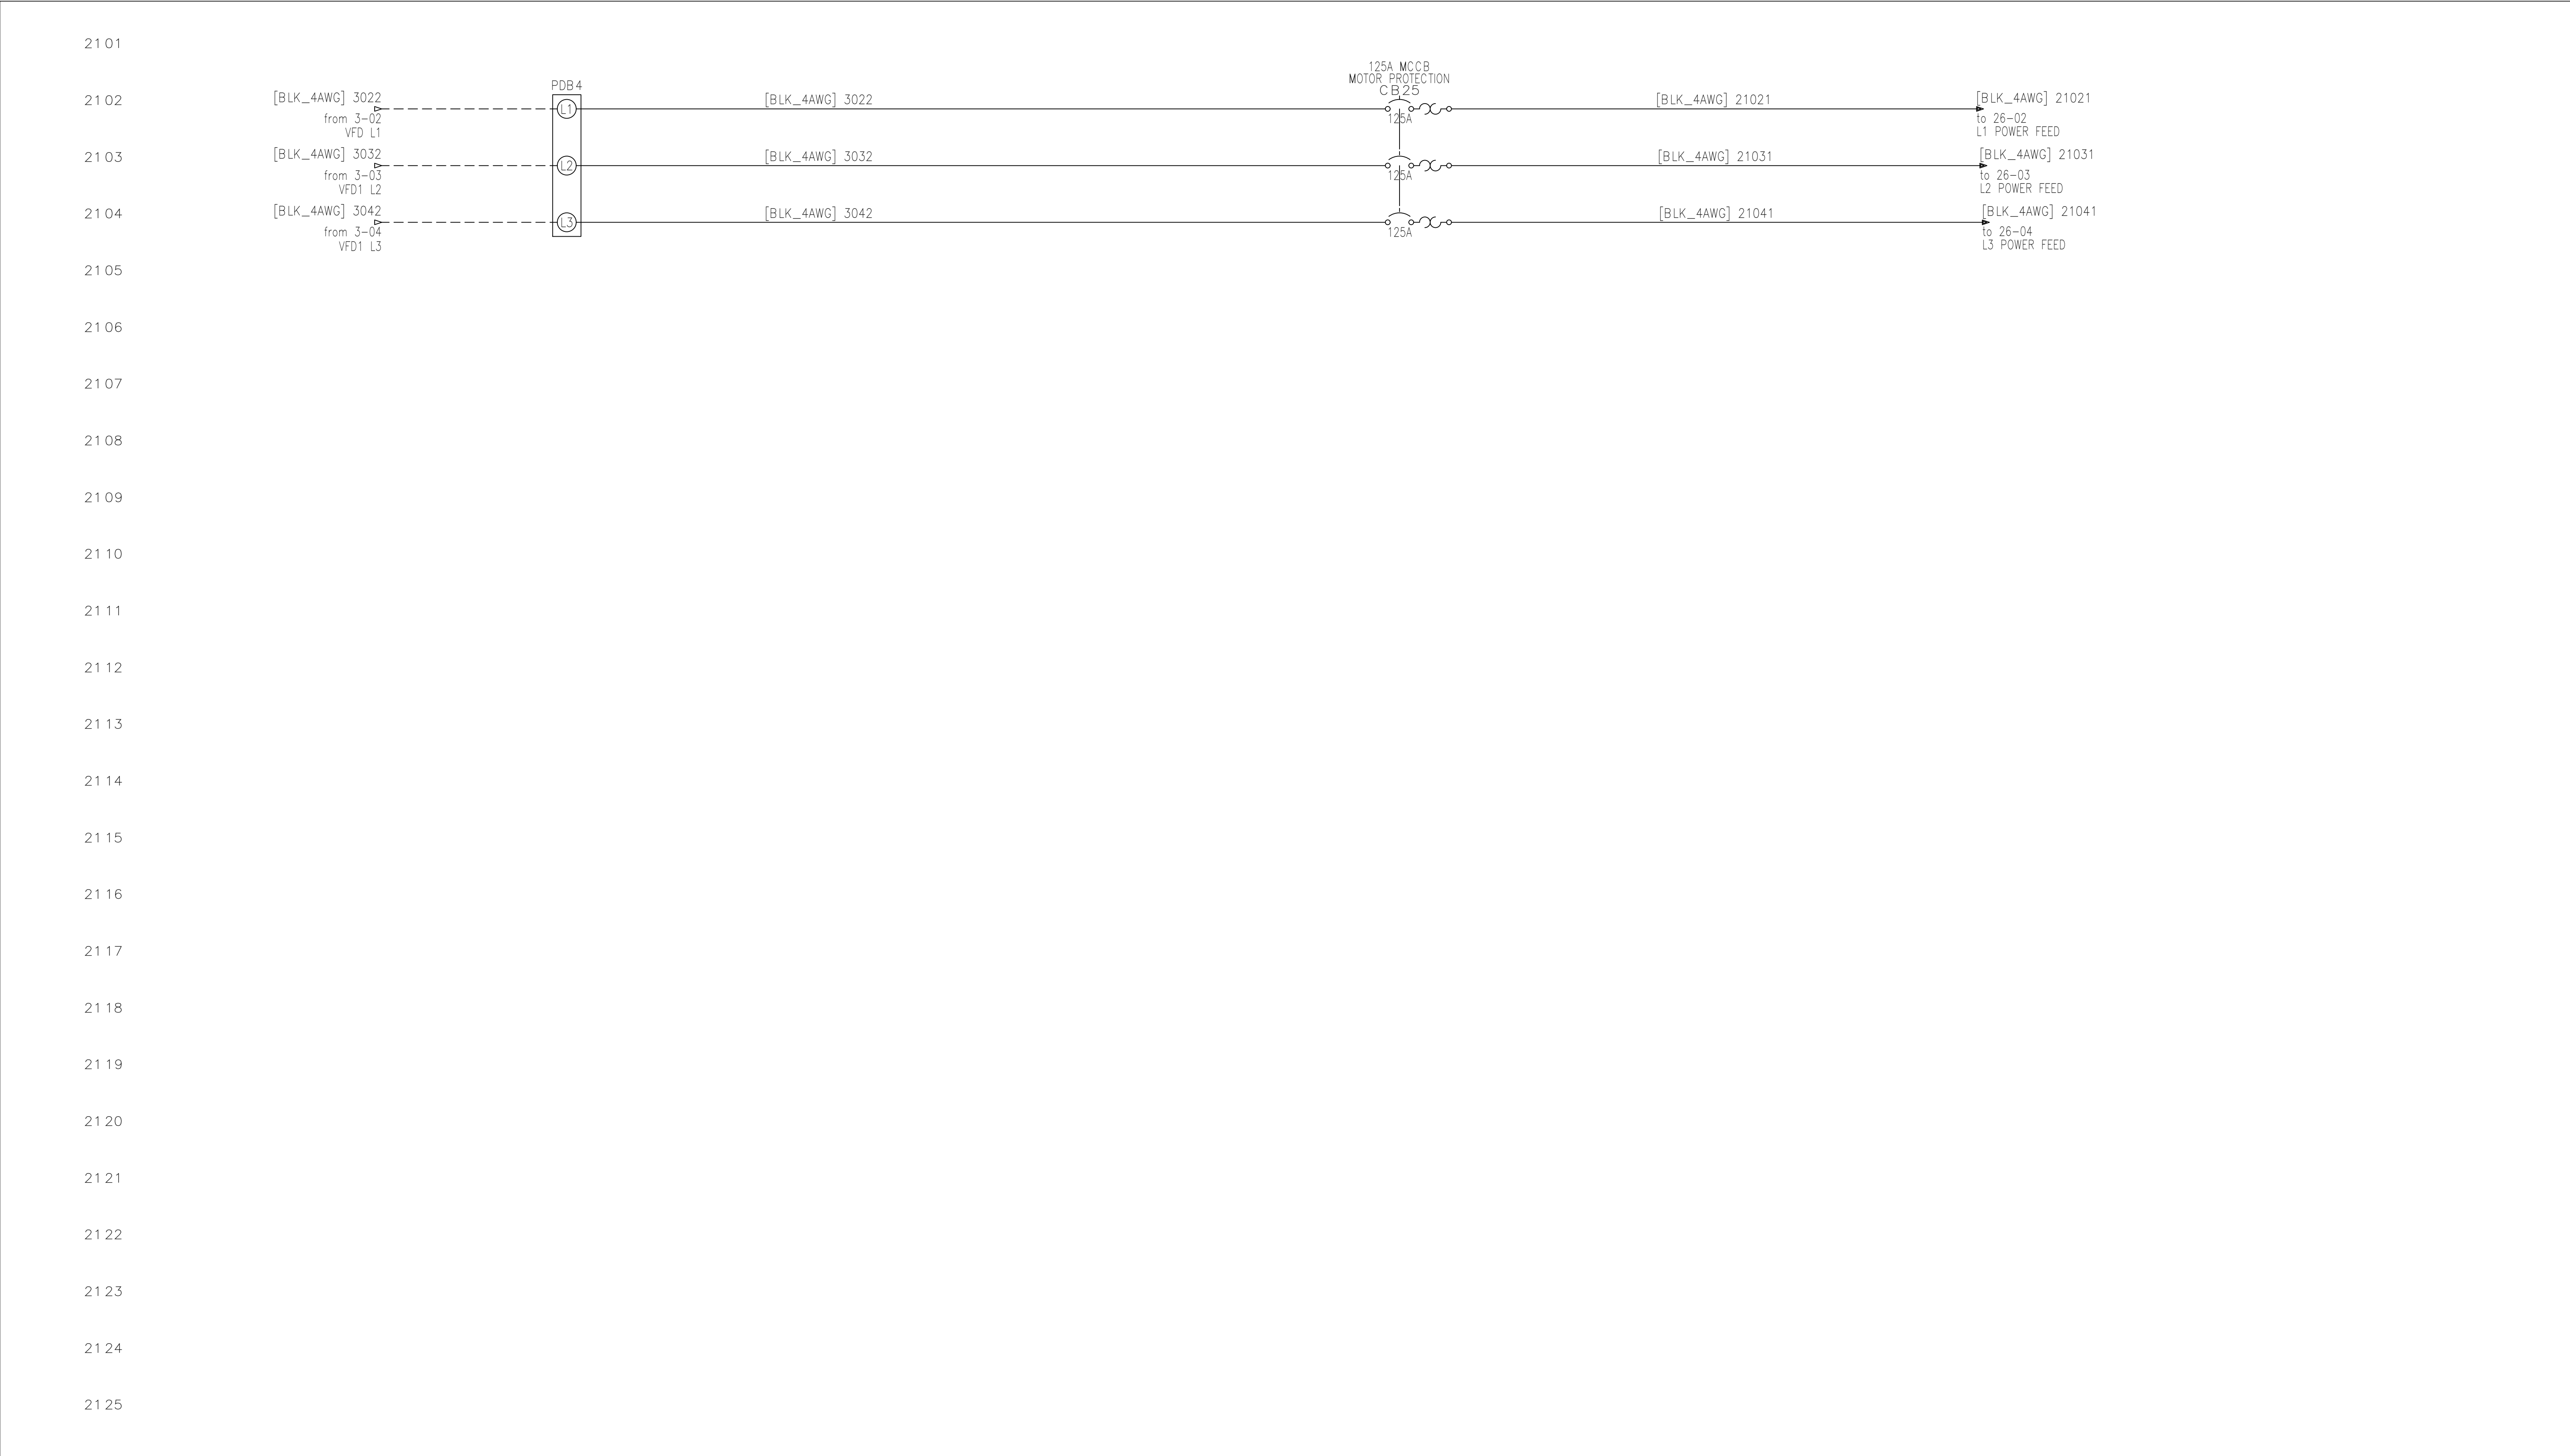 2101
125A MCCB
MOTOR PROTECTION
CB25
PDB4
2102
[BLK_4AWG] 3022
from 3-02
VFD L1
L1
[BLK_4AWG] 3022
125A
[BLK_4AWG] 21021
[BLK_4AWG] 21021
to 26-02
L1 POWER FEED
2103
[BLK_4AWG] 3032
from 3-03
VFD1 L2
L2
[BLK_4AWG] 3032
125A
[BLK_4AWG] 21031
[BLK_4AWG] 21031
to 26-03
L2 POWER FEED
2104
[BLK_4AWG] 3042
from 3-04
VFD1 L3
L3
[BLK_4AWG] 3042
125A
[BLK_4AWG] 21041
[BLK_4AWG] 21041
to 26-04
L3 POWER FEED
2105
2106
2107
2108
2109
2110
2111
2112
2113
2114
2115
2116
2117
2118
2119
2120
2121
2122
2123
2124
2125